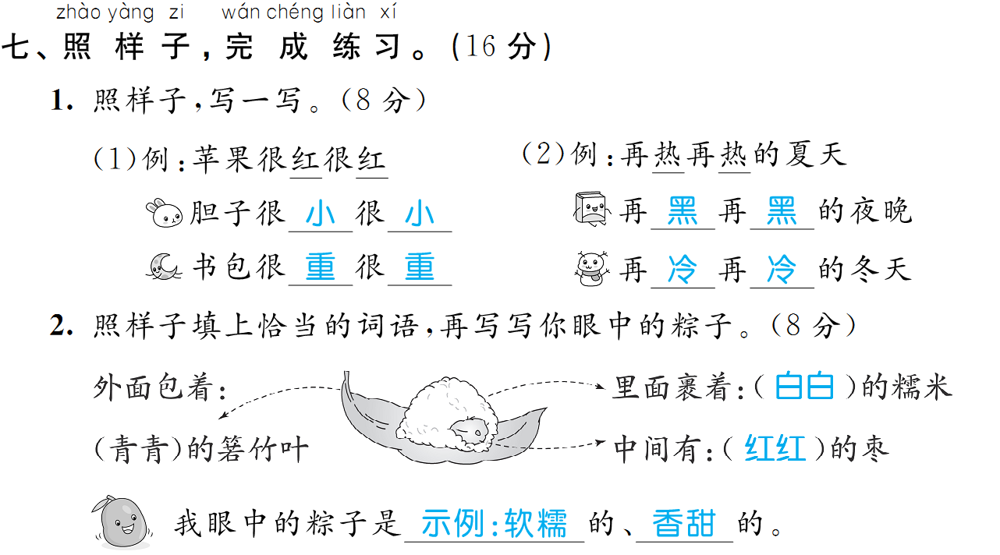 zhào yàng zi wán chéng liàn xí
七、照样子,完成练习。(16分)
1. 照样子,写一写。(8分)
(1)例:苹果很红很红
(2)例:再热再热的夏天
胆子很 小 很 小
再 黑 再 黑 的夜晚
书包很 重 很 重
再 冷 再 冷 的冬天
2. 照样子填上恰当的词语,再写写你眼中的粽子。(8分)
外面包着:
里面裹着:( 白白 )的糯米
(青青)的箬竹叶
中间有:( 红红 )的枣
我眼中的粽子是 示例:软糯 的、 香甜 的。